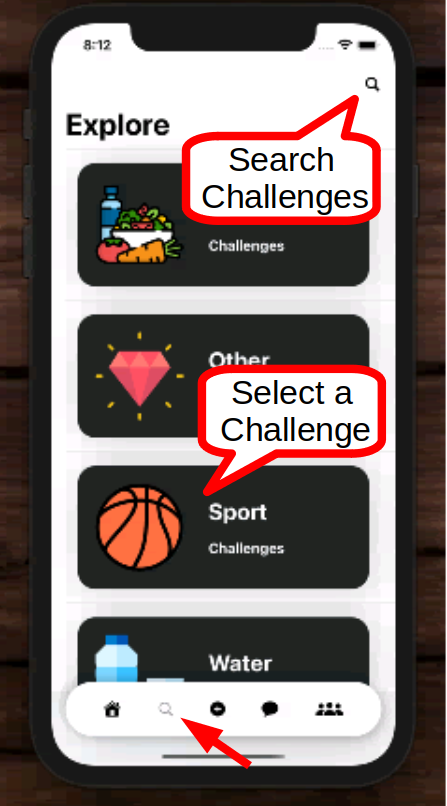 8:12
Explore
Search
Challenges
Challenges
Other
Select a
Challenge
Sport
Challenges
Water